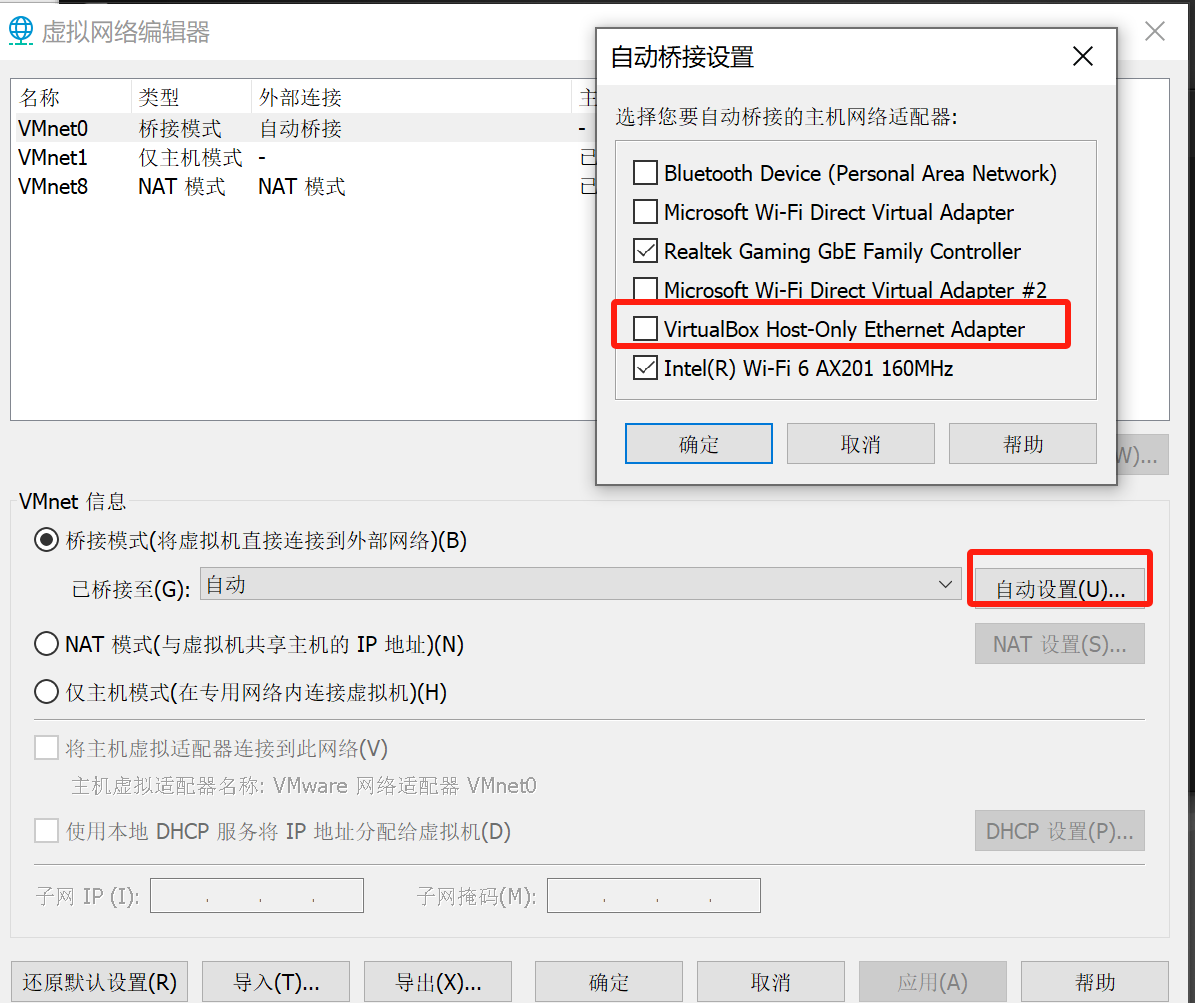 虚拟网络编辑器
名称 类型 外部连接 主
VMnet0 桥接模式 自动桥接 -
VMnet1 仅主机模式 - 已
VMnet8 NAT 模式 NAT 模式 已
自动桥接设置
选择您要自动桥接的主机网络适配器:
Bluetooth Device (Personal Area Network)
Microsoft Wi-Fi Direct Virtual Adapter
Realtek Gaming GbE Family Controller
Microsoft Wi-Fi Direct Virtual Adapter #2
VirtualBox Host-Only Ethernet Adapter
Intel(R) Wi-Fi 6 AX201 160MHz
确定 取消 帮助
W)...
VMnet 信息
桥接模式(将虚拟机直接连接到外部网络)(B)
已桥接至(G): 自动 自动设置(U)...
NAT 模式(与虚拟机共享主机的 IP 地址)(N) NAT 设置(S)...
仅主机模式(在专用网络内连接虚拟机)(H)
将主机虚拟适配器连接到此网络(V)
主机虚拟适配器名称: VMware 网络适配器 VMnet0
使用本地 DHCP 服务将 IP 地址分配给虚拟机(D) DHCP 设置(P)...
子网 IP (I): . . . 子网掩码(M): . . .
还原默认设置(R) 导入(T)... 导出(X)... 确定 取消 应用(A) 帮助